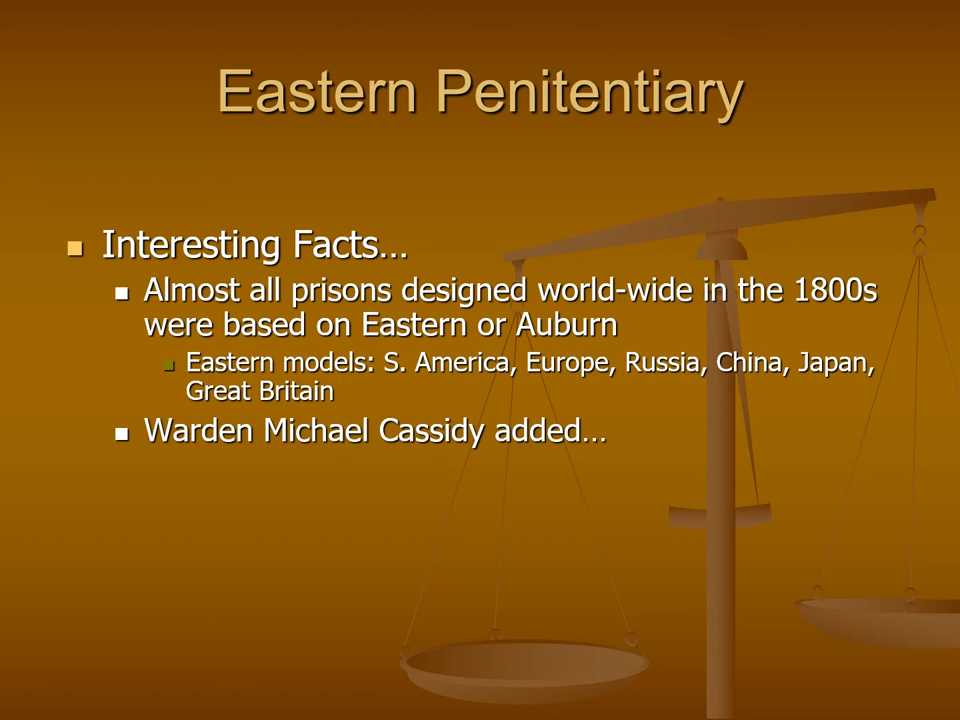 Eastern Penitentiary
Interesting Facts…
Almost all prisons designed world-wide in the 1800s
were based on Eastern or Auburn
Eastern models: S. America, Europe, Russia, China, Japan,
Great Britain
Warden Michael Cassidy added…